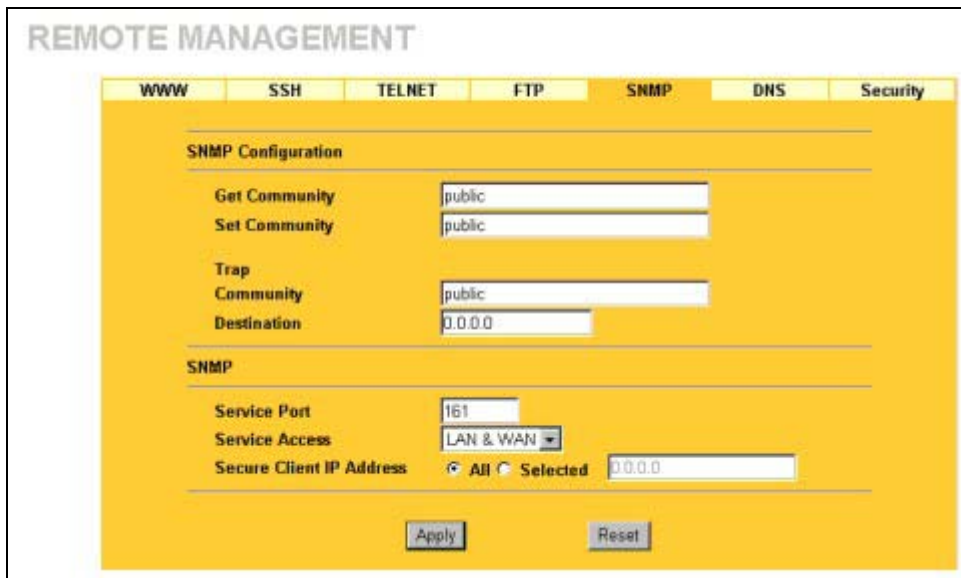 REMOTE MANAGEMENT
WWW SSH TELNET FTP SNMP DNS Security
SNMP Configuration
Get Community public
Set Community public
Trap
Community public
Destination 0.0.0.0
SNMP
Service Port 161
Service Access LAN & WAN
Secure Client IP Address All Selected 0.0.0.0
Apply Reset